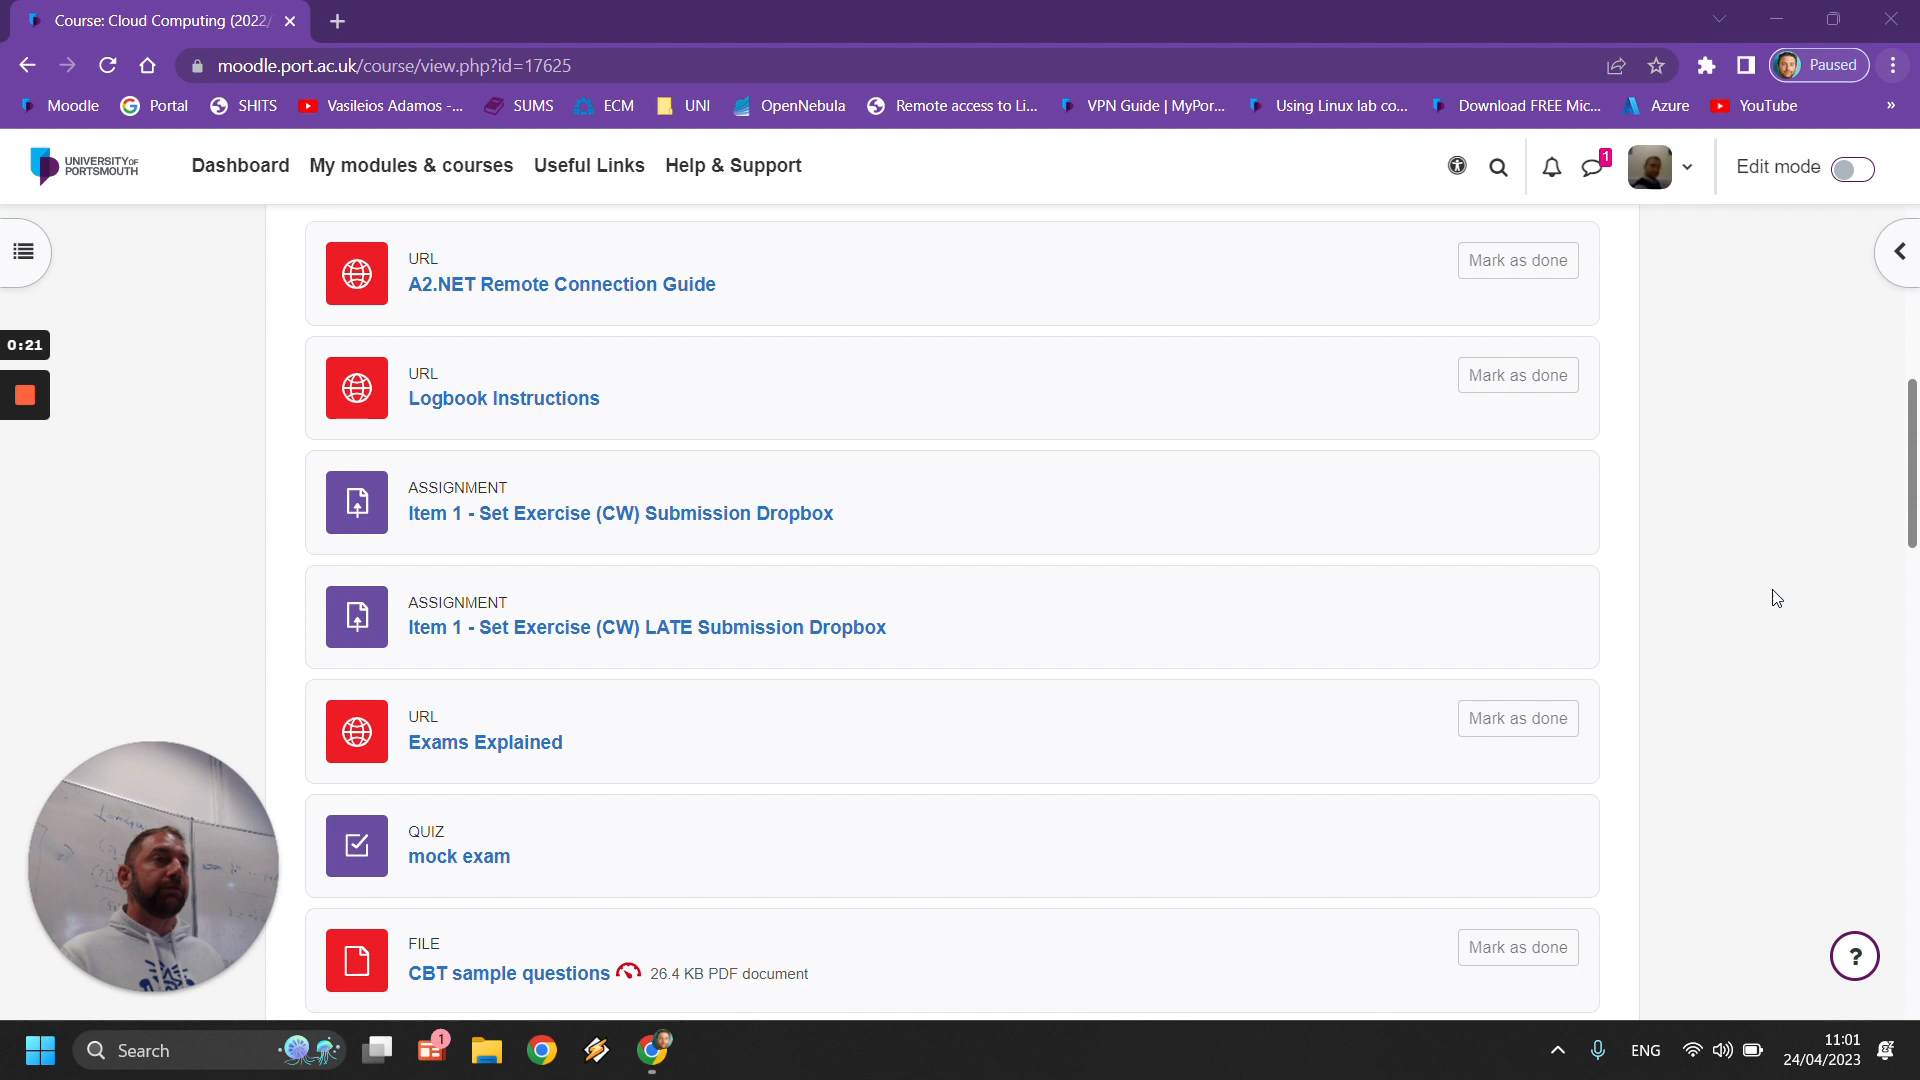 Course: Cloud Computing (2022/
moodle.port.ac.uk/course/view.php?id=17625
Paused
Moodle Portal SHITS Vasileios Adamos -... SUMS ECM UNI OpenNebula Remote access to Li... VPN Guide | MyPor... Using Linux lab co... Download FREE Mic... Azure YouTube »
UNIVERSITY OF
PORTSMOUTH
Dashboard My modules & courses Useful Links Help & Support
1
Edit mode
URL
A2.NET Remote Connection Guide
Mark as done
0:21
URL
Logbook Instructions
Mark as done
ASSIGNMENT
Item 1 - Set Exercise (CW) Submission Dropbox
ASSIGNMENT
Item 1 - Set Exercise (CW) LATE Submission Dropbox
URL
Exams Explained
Mark as done
QUIZ
mock exam
FILE
CBT sample questions 26.4 KB PDF document
Mark as done
?
Search
1
ENG
11:01
24/04/2023